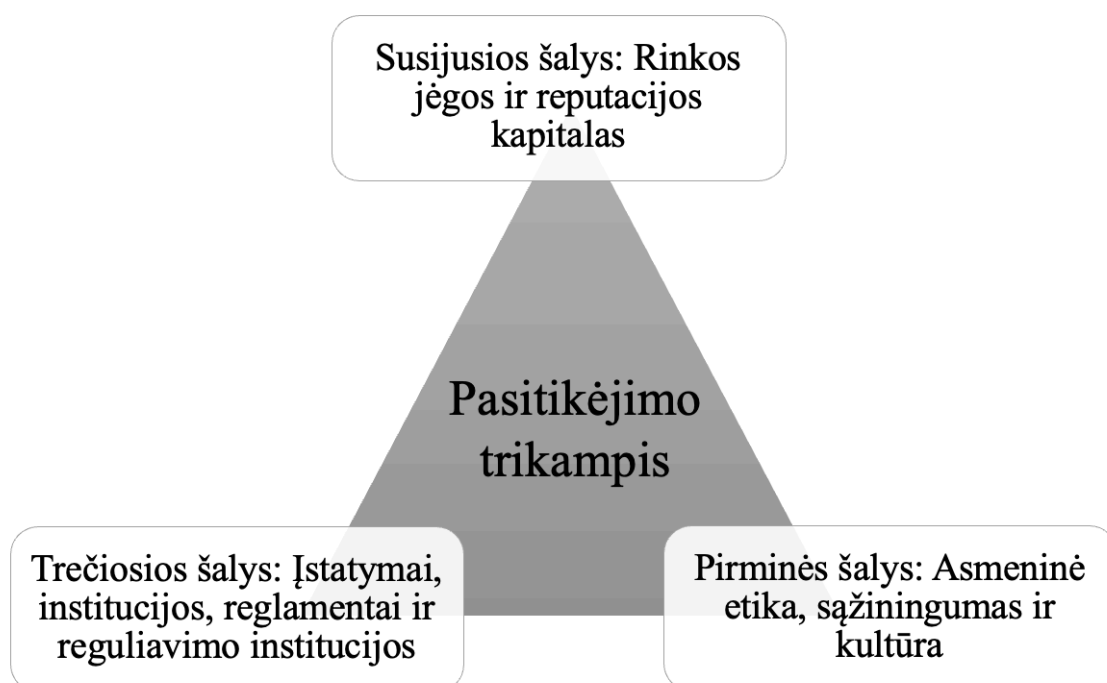 Susijusios šalys: Rinkos
jėgos ir reputacijos
kapitalas
Pasitikėjimo
trikampis
Trečiosios šalys: Įstatymai,
institucijos, reglamentai ir
reguliavimo institucijos
Pirminės šalys: Asmeninė
etika, sąžiningumas ir
kultūra